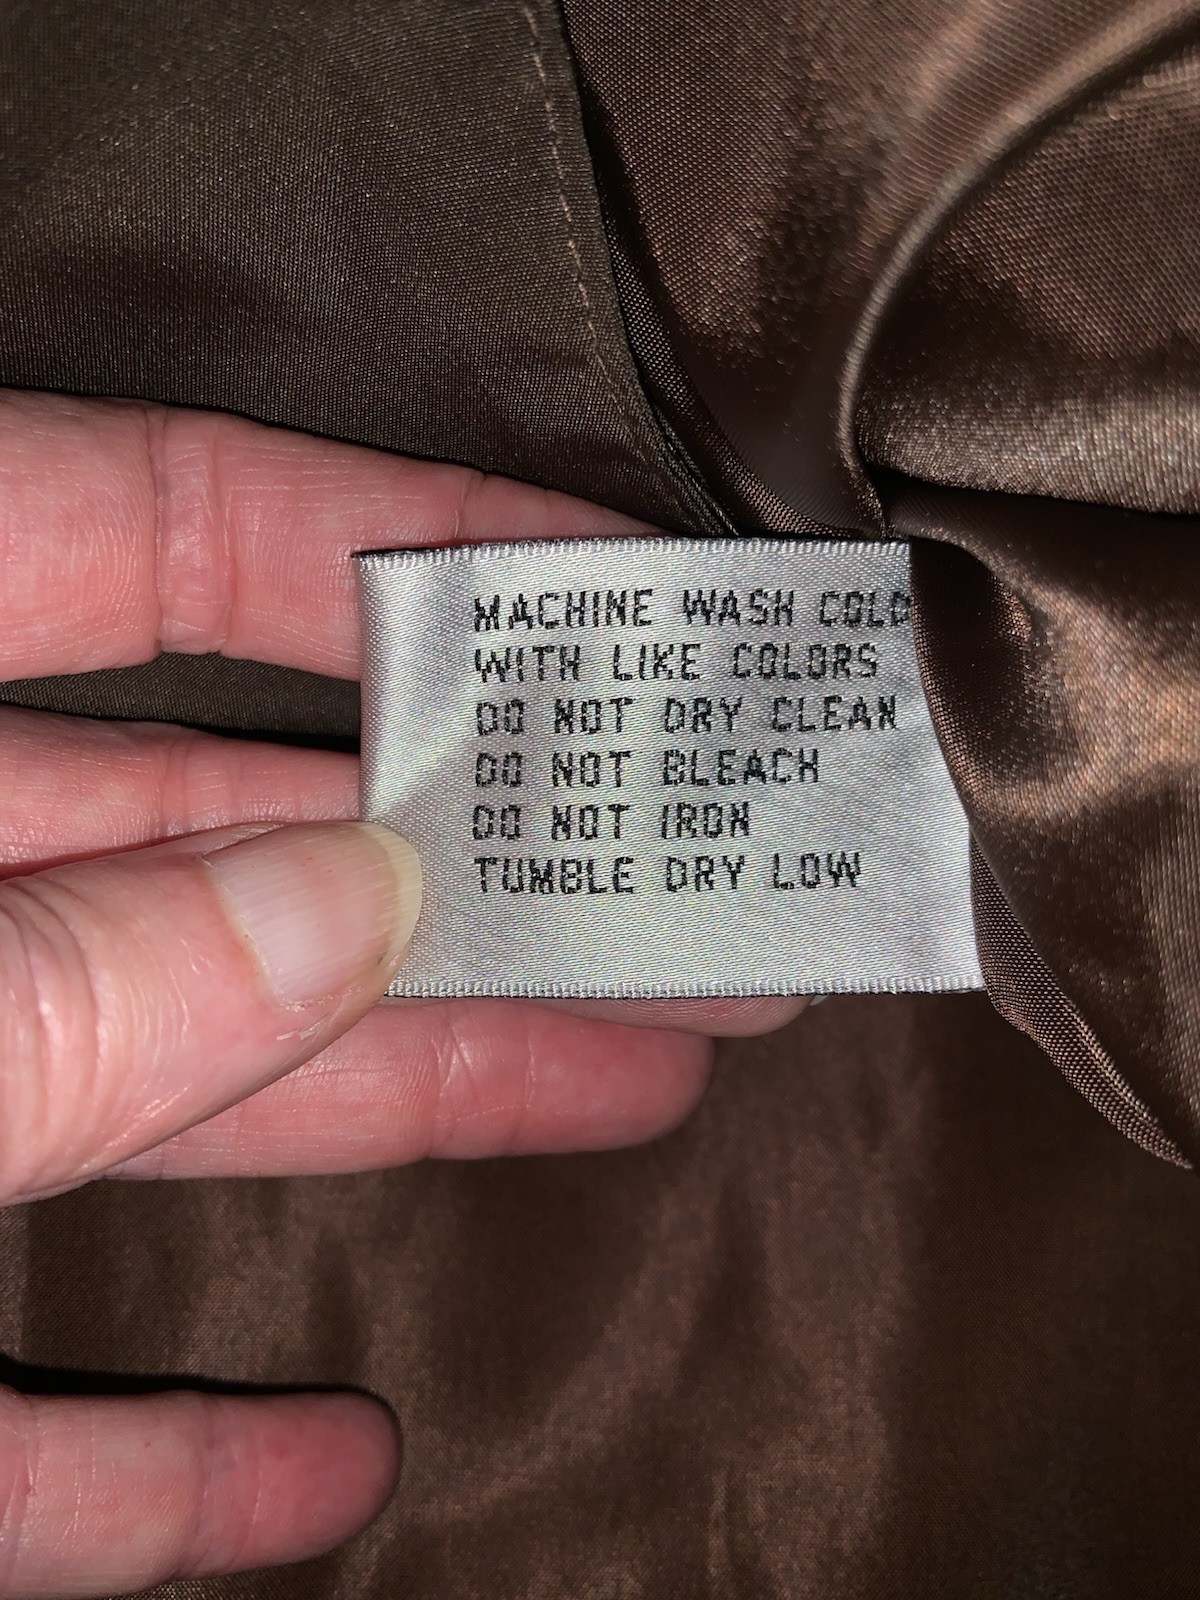 MACHINE WASH COLD
WITH LIKE COLORS
DO NOT DRY CLEAN
DO NOT BLEACH
DO NOT IRON
TUMBLE DRY LOW